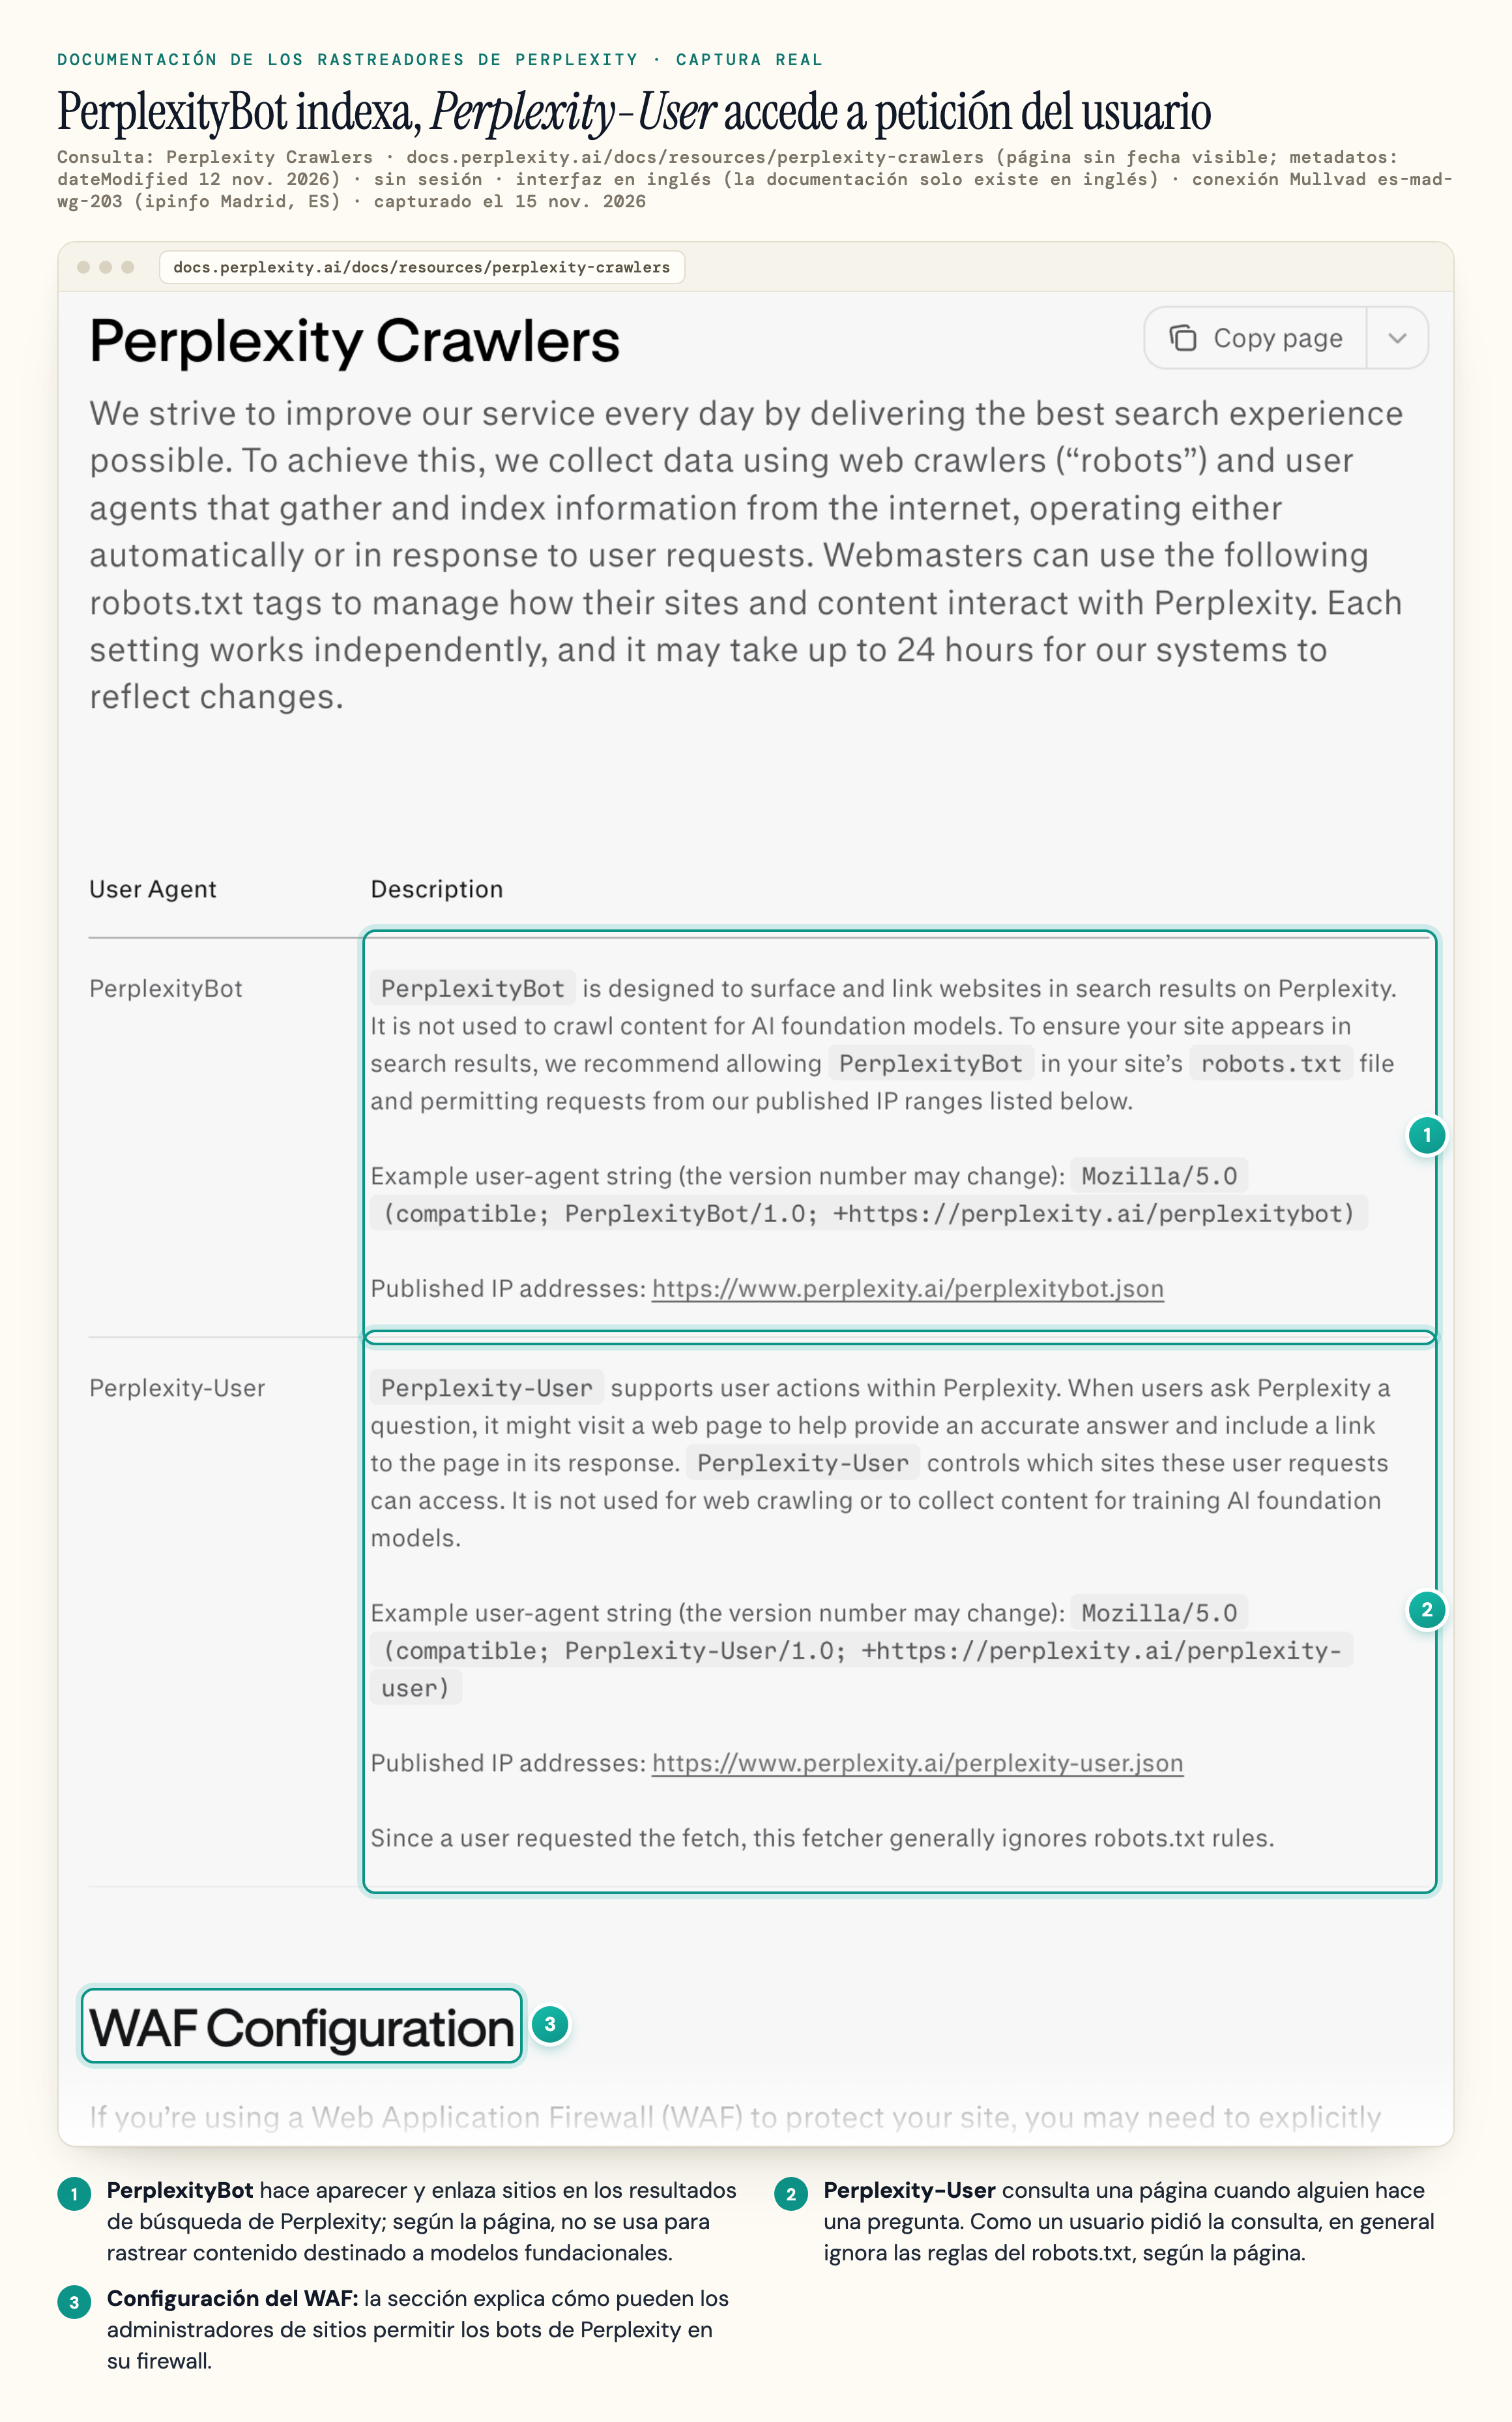 DOCUMENTACIÓN DE LOS RASTREADORES DE PERPLEXITY · CAPTURA REAL
PerplexityBot indexa, Perplexity-User accede a petición del usuario
Consulta: Perplexity Crawlers · docs.perplexity.ai/docs/resources/perplexity-crawlers (página sin fecha visible; metadatos:
dateModified 12 nov. 2026) · sin sesión · interfaz en inglés (la documentación solo existe en inglés) · conexión Mullvad es-mad-
wg-203 (ipinfo Madrid, ES) · capturado el 15 nov. 2026
docs.perplexity.ai/docs/resources/perplexity-crawlers
Perplexity Crawlers
Copy page
We strive to improve our service every day by delivering the best search experience
possible. To achieve this, we collect data using web crawlers (“robots”) and user
agents that gather and index information from the internet, operating either
automatically or in response to user requests. Webmasters can use the following
robots.txt tags to manage how their sites and content interact with Perplexity. Each
setting works independently, and it may take up to 24 hours for our systems to
reflect changes.
User Agent Description
PerplexityBot
PerplexityBot is designed to surface and link websites in search results on Perplexity.
It is not used to crawl content for AI foundation models. To ensure your site appears in
search results, we recommend allowing PerplexityBot in your site’s robots.txt file
and permitting requests from our published IP ranges listed below.
1
Example user-agent string (the version number may change): Mozilla/5.0
(compatible; PerplexityBot/1.0; +https://perplexity.ai/perplexitybot)
Published IP addresses: https://www.perplexity.ai/perplexitybot.json
Perplexity-User
Perplexity-User supports user actions within Perplexity. When users ask Perplexity a
question, it might visit a web page to help provide an accurate answer and include a link
to the page in its response. Perplexity-User controls which sites these user requests
can access. It is not used for web crawling or to collect content for training AI foundation
models.
2
Example user-agent string (the version number may change): Mozilla/5.0
(compatible; Perplexity-User/1.0; +https://perplexity.ai/perplexity-
user)
Published IP addresses: https://www.perplexity.ai/perplexity-user.json
Since a user requested the fetch, this fetcher generally ignores robots.txt rules.
WAF Configuration
3
If you’re using a Web Application Firewall (WAF) to protect your site, you may need to explicitly
1 PerplexityBot hace aparecer y enlaza sitios en los resultados
de búsqueda de Perplexity; según la página, no se usa para
rastrear contenido destinado a modelos fundacionales.
2 Perplexity-User consulta una página cuando alguien hace
una pregunta. Como un usuario pidió la consulta, en general
ignora las reglas del robots.txt, según la página.
3 Configuración del WAF: la sección explica cómo pueden los
administradores de sitios permitir los bots de Perplexity en
su firewall.